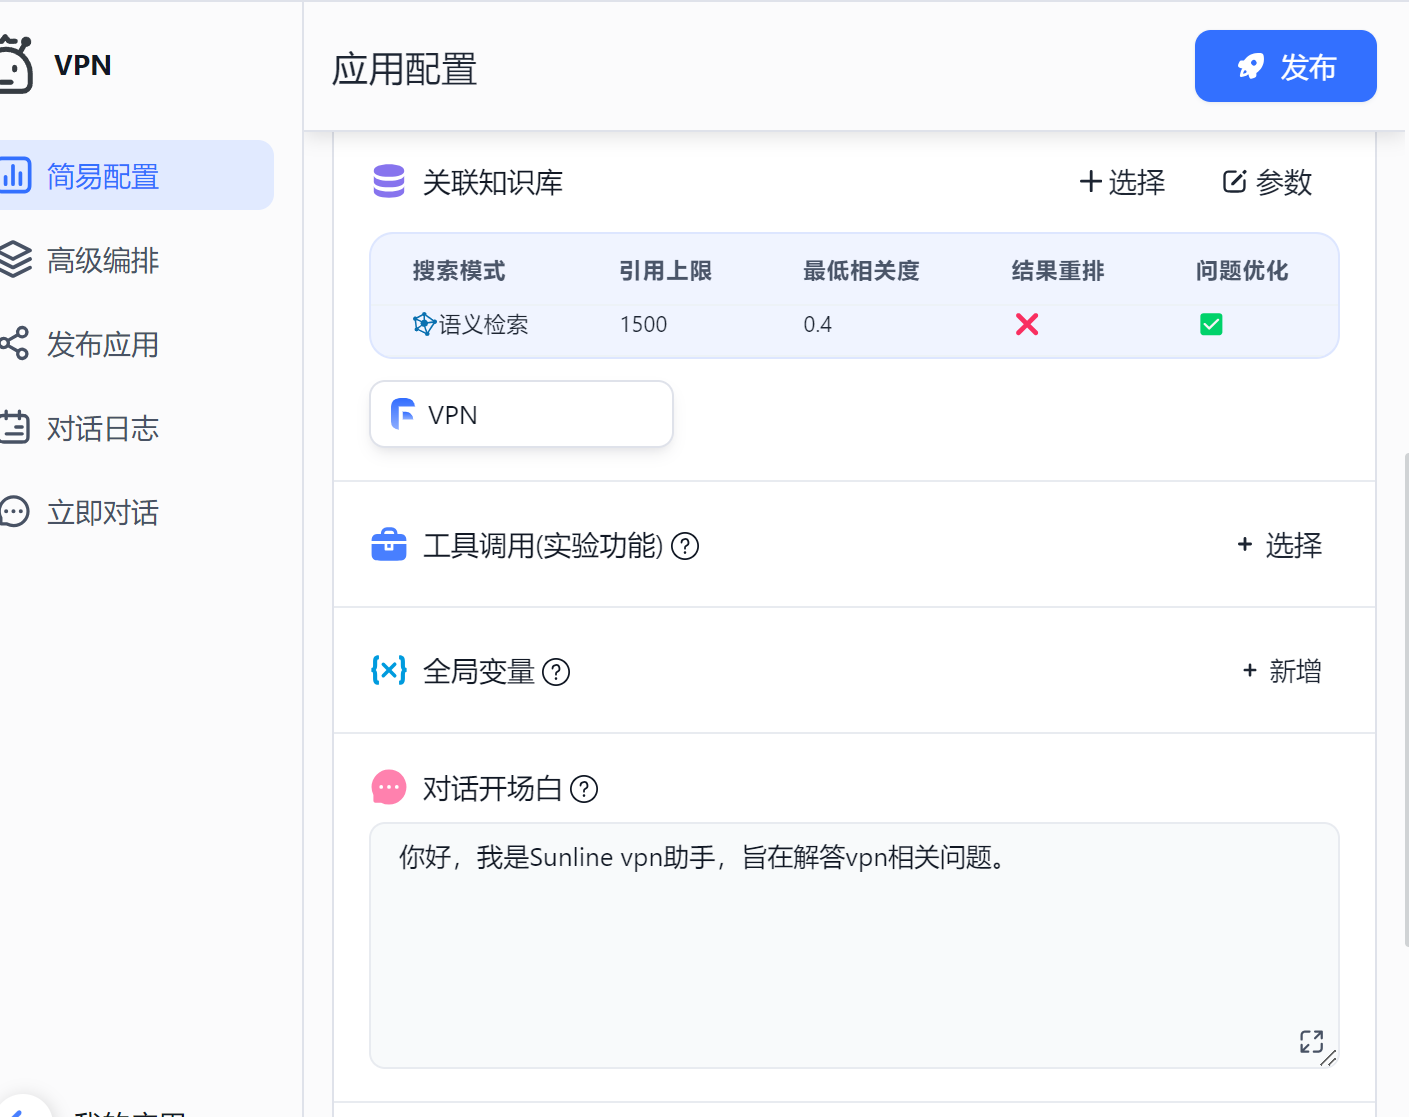 VPN
简易配置
高级编排
发布应用
对话日志
立即对话
应用配置
发布
关联知识库
选择
参数
搜索模式 引用上限 最低相关度 结果重排 问题优化
语义检索 1500 0.4
VPN
工具调用(实验功能)
+ 选择
全局变量
+ 新增
对话开场白
你好，我是Sunline vpn助手，旨在解答vpn相关问题。
我的应用